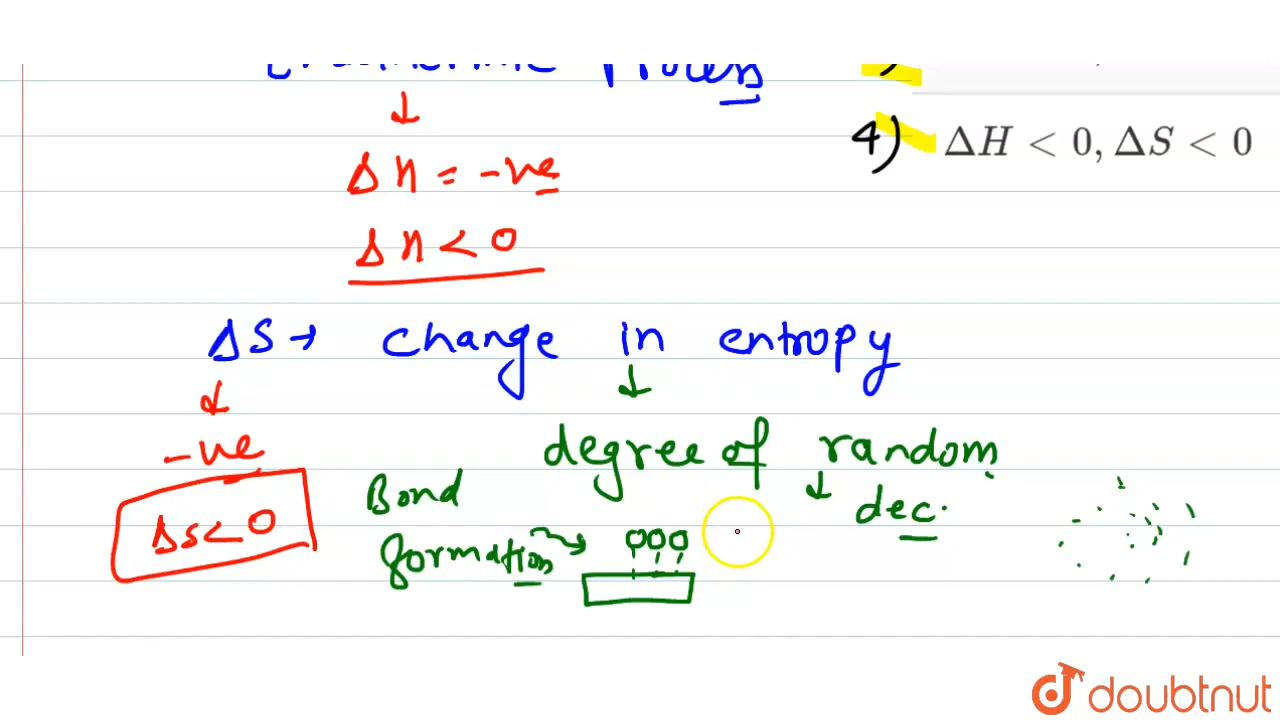 Process
4) ΔH < 0, ΔS < 0
ΔH = -ve
ΔH < 0
ΔS → change in entropy
-ve
degree of random
dec.
Bond
formation
ΔS < 0
doubtnut